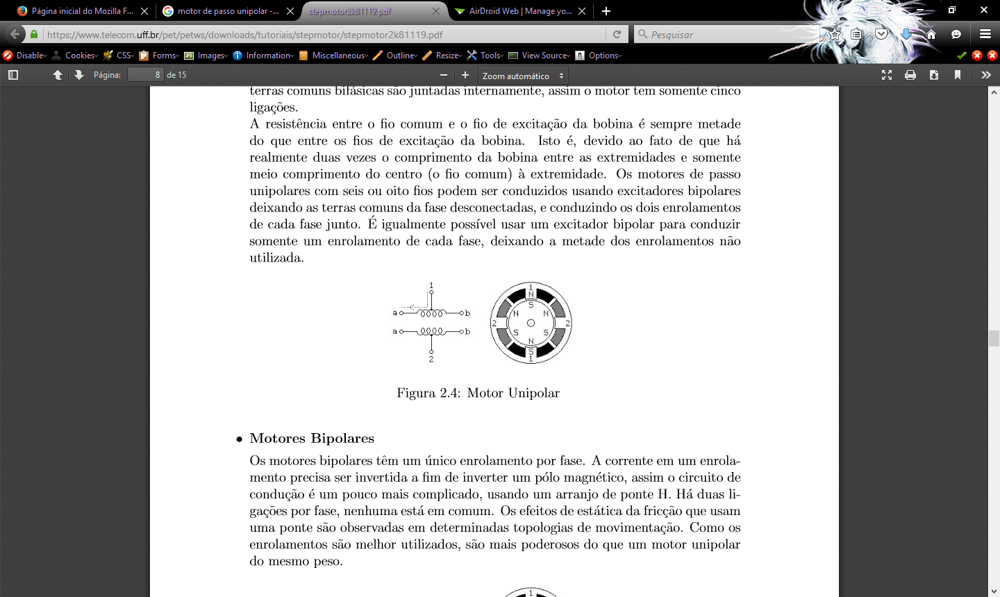 Página inicial do Mozilla F...
motor de passo unipolar -...
stepmotor2k81119.pdf
AirDroid Web | Manage yo...
https://www.telecom.uff.br/pet/petws/downloads/tutoriais/stepmotor/stepmotor2k81119.pdf
Pesquisar
Disable Cookies CSS Forms Images Information Miscellaneous Outline Resize Tools View Source Options
Página: 8 de 15
Zoom automático
terras comuns bifásicas são juntadas internamente, assim o motor tem somente cinco
ligações.
A resistência entre o fio comum e o fio de excitação da bobina é sempre metade
do que entre os fios de excitação da bobina. Isto é, devido ao fato de que há
realmente duas vezes o comprimento da bobina entre as extremidades e somente
meio comprimento do centro (o fio comum) à extremidade. Os motores de passo
unipolares com seis ou oito fios podem ser conduzidos usando excitadores bipolares
deixando as terras comuns da fase desconectadas, e conduzindo os dois enrolamentos
de cada fase junto. É igualmente possível usar um excitador bipolar para conduzir
somente um enrolamento de cada fase, deixando a metade dos enrolamentos não
utilizada.
1
a b
a b
2
1
N
S
N N
2 2
S S
N
S
1
Figura 2.4: Motor Unipolar
• Motores Bipolares
Os motores bipolares têm um único enrolamento por fase. A corrente em um enrola-
mento precisa ser invertida a fim de inverter um pólo magnético, assim o circuito de
condução é um pouco mais complicado, usando um arranjo de ponte H. Há duas li-
gações por fase, nenhuma está em comum. Os efeitos de estática da fricção que usam
uma ponte são observadas em determinadas topologias de movimentação. Como os
enrolamentos são melhor utilizados, são mais poderosos do que um motor unipolar
do mesmo peso.
1